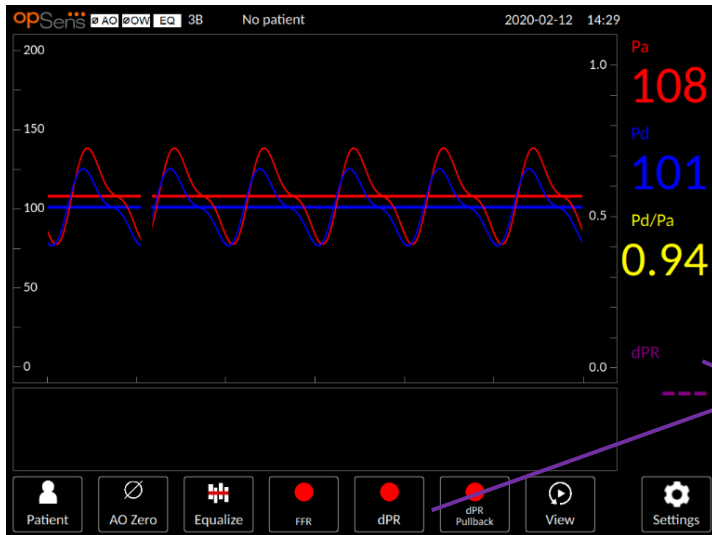 opSens ø AO øOW EQ 3B No patient 2020-02-12 14:29
200
150
100
50
0
1.0
0.5
0.0
Pa
108
Pd
101
Pd/Pa
0.94
dPR
---
Patient
AO Zero
Equalize
FFR
dPR
dPR
Pullback
View
Settings